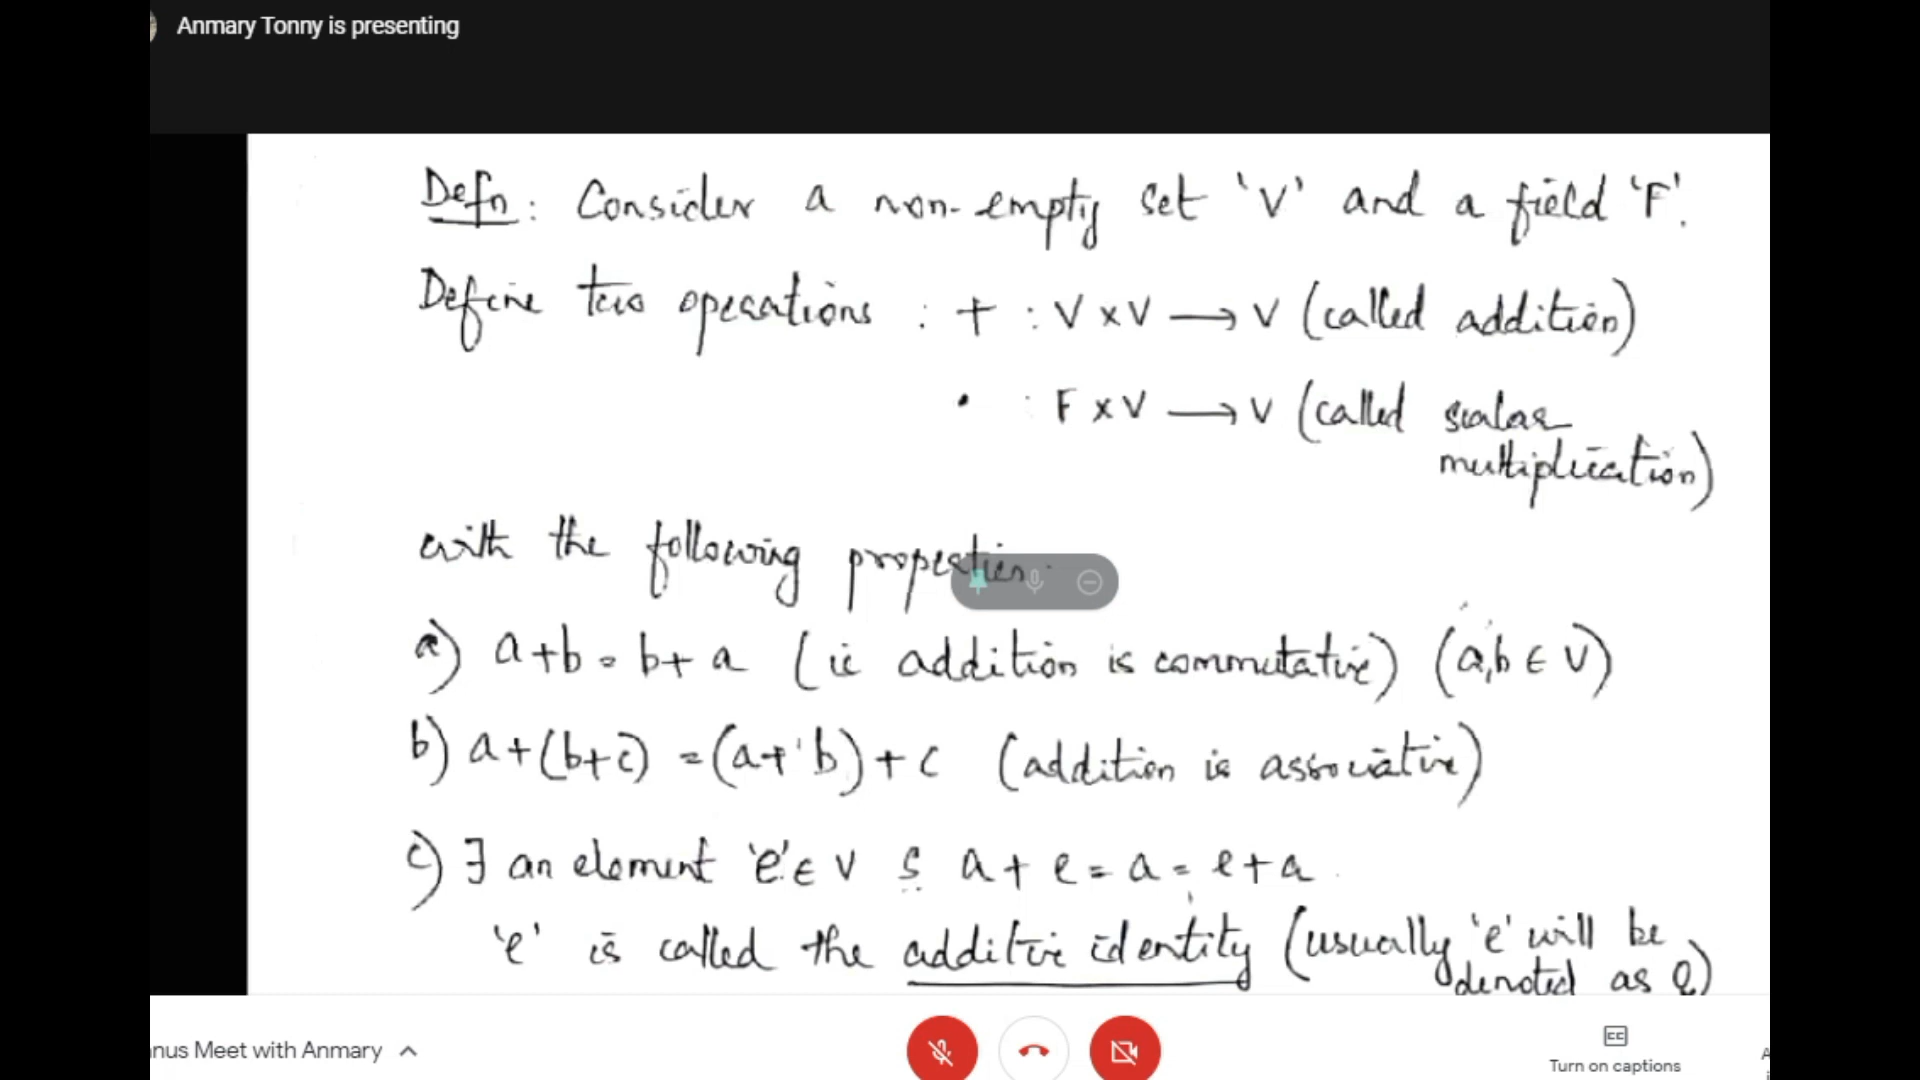 Anmary Tonny is presenting
Defn: Consider a non-empty set 'V' and a field 'F'.
Define two operations : + : V x V → V (called addition)
• : F x V → V (called scalar
multiplication)
with the following properties.
a) a+b = b+a (ie addition is commutative) (a,b ∈ V)
b) a+(b+c) = (a+b)+c (addition is associative)
c) ∃ an element 'e' ∈ V a + e = a = e + a
'e' is called the additive identity (usually 'e' will be
denoted as 0)
nus Meet with Anmary
Turn on captions